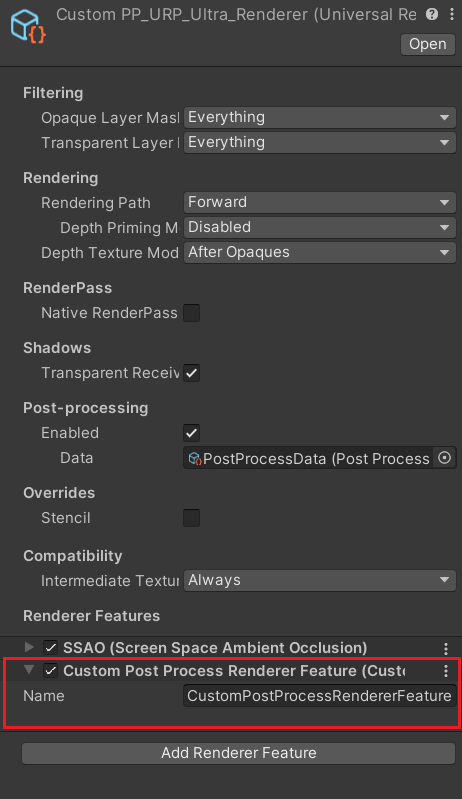 Custom PP_URP_Ultra_Renderer (Universal Re
Open
Filtering
Opaque Layer Mask Everything
Transparent Layer Everything
Rendering
Rendering Path Forward
Depth Priming M Disabled
Depth Texture Mod After Opaques
RenderPass
Native RenderPass
Shadows
Transparent Receiv
Post-processing
Enabled
Data PostProcessData (Post Process
Overrides
Stencil
Compatibility
Intermediate Textur Always
Renderer Features
SSAO (Screen Space Ambient Occlusion)
Custom Post Process Renderer Feature (Custo
Name CustomPostProcessRendererFeature
Add Renderer Feature